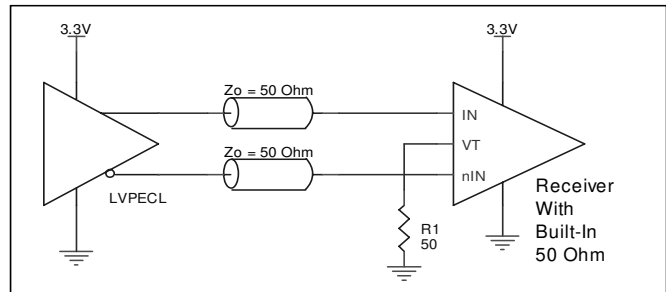 3.3V
3.3V
Zo = 50 Ohm
IN
VT
Zo = 50 Ohm
nIN
LVPECL
R1
50
Receiver
With
Built-In
50 Ohm